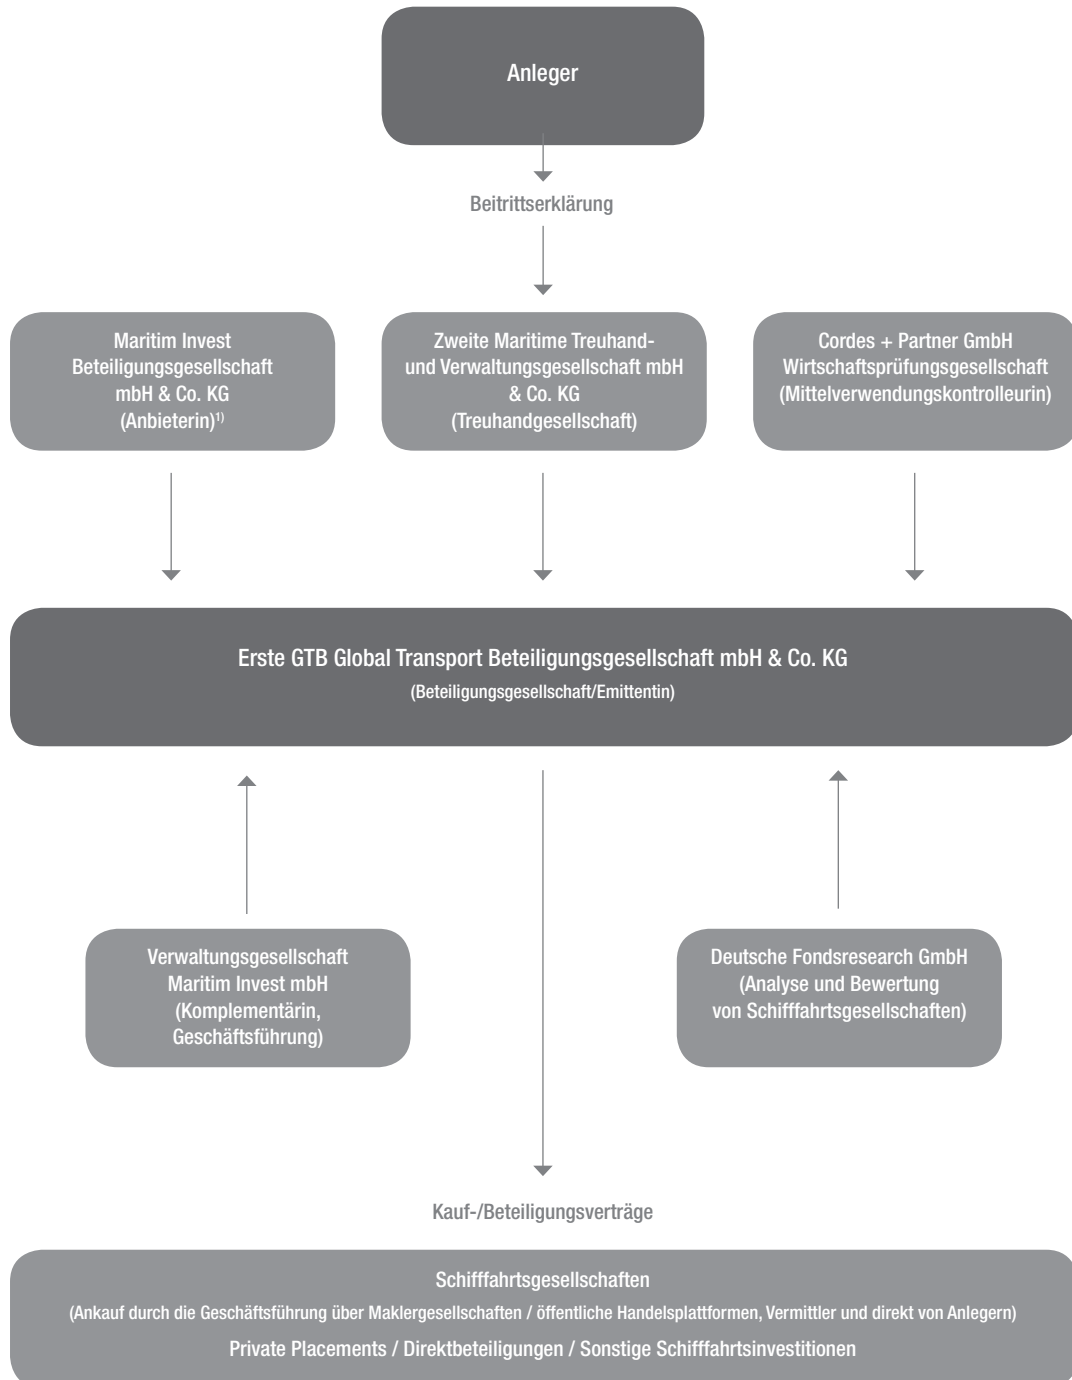 Anleger
Beitrittserklärung
Maritim Invest
Beteiligungsgesellschaft
mbH & Co. KG
(Anbieterin)¹⁾
Zweite Maritime Treuhand-
und Verwaltungsgesellschaft mbH
& Co. KG
(Treuhandgesellschaft)
Cordes + Partner GmbH
Wirtschaftsprüfungsgesellschaft
(Mittelverwendungskontrolleurin)
Erste GTB Global Transport Beteiligungsgesellschaft mbH & Co. KG
(Beteiligungsgesellschaft/Emittentin)
Verwaltungsgesellschaft
Maritim Invest mbH
(Komplementärin,
Geschäftsführung)
Deutsche Fondsresearch GmbH
(Analyse und Bewertung
von Schifffahrtsgesellschaften)
Kauf-/Beteiligungsverträge
Schifffahrtsgesellschaften
(Ankauf durch die Geschäftsführung über Maklergesellschaften / öffentliche Handelsplattformen, Vermittler und direkt von Anlegern)
Private Placements / Direktbeteiligungen / Sonstige Schifffahrtsinvestitionen